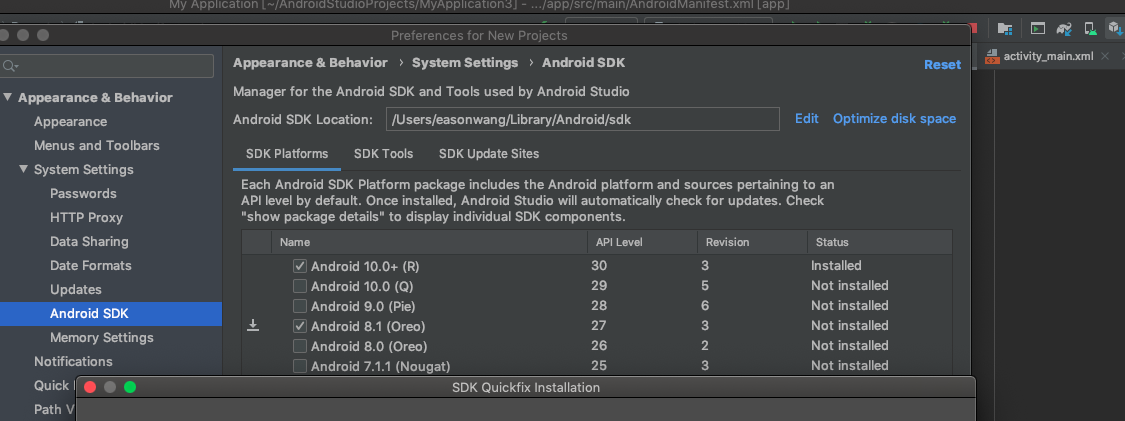 My Application [~/AndroidStudioProjects/MyApplication3] - .../app/src/main/AndroidManifest.xml [app]
Preferences for New Projects
activity_main.xml
Appearance & Behavior › System Settings › Android SDK
Reset
Manager for the Android SDK and Tools used by Android Studio
Android SDK Location: /Users/easonwang/Library/Android/sdk Edit Optimize disk space
Appearance & Behavior
Appearance
Menus and Toolbars
System Settings
Passwords
HTTP Proxy
Data Sharing
Date Formats
Updates
Android SDK
Memory Settings
Notifications
Quick
Path V
SDK Platforms SDK Tools SDK Update Sites
Each Android SDK Platform package includes the Android platform and sources pertaining to an
API level by default. Once installed, Android Studio will automatically check for updates. Check
"show package details" to display individual SDK components.
Name API Level Revision Status
Android 10.0+ (R) 30 3 Installed
Android 10.0 (Q) 29 5 Not installed
Android 9.0 (Pie) 28 6 Not installed
Android 8.1 (Oreo) 27 3 Not installed
Android 8.0 (Oreo) 26 2 Not installed
Android 7.1.1 (Nougat) 25 3 Not installed
SDK Quickfix Installation